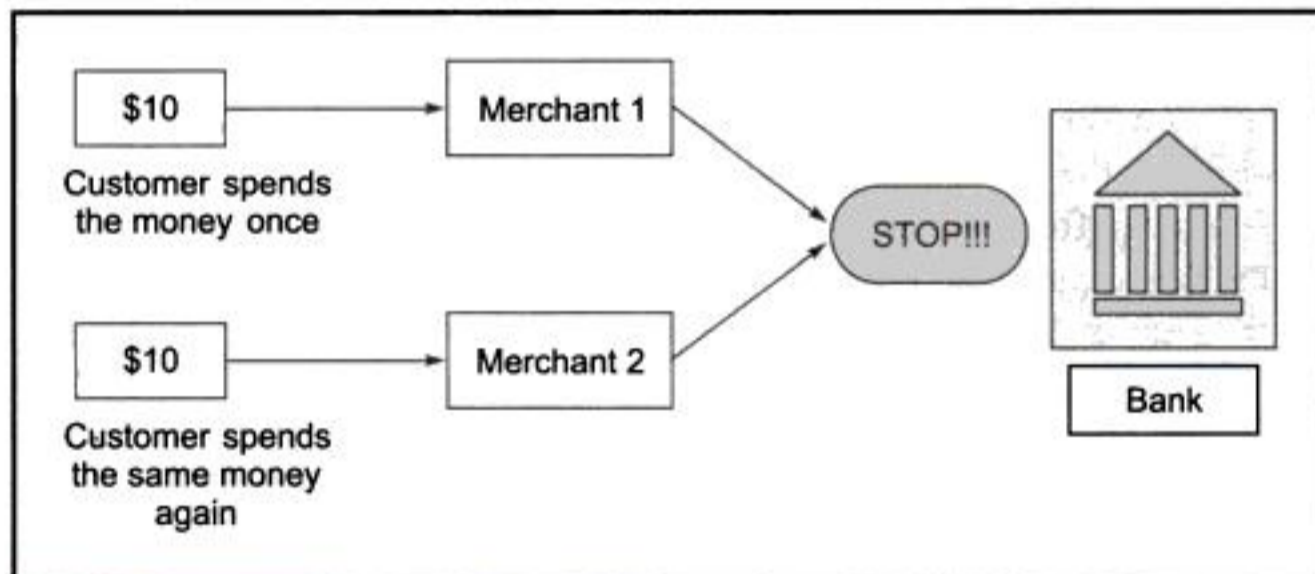 $10
Merchant 1
Customer spends
the money once
STOP!!!
$10
Merchant 2
Customer spends
the same money
again
Bank